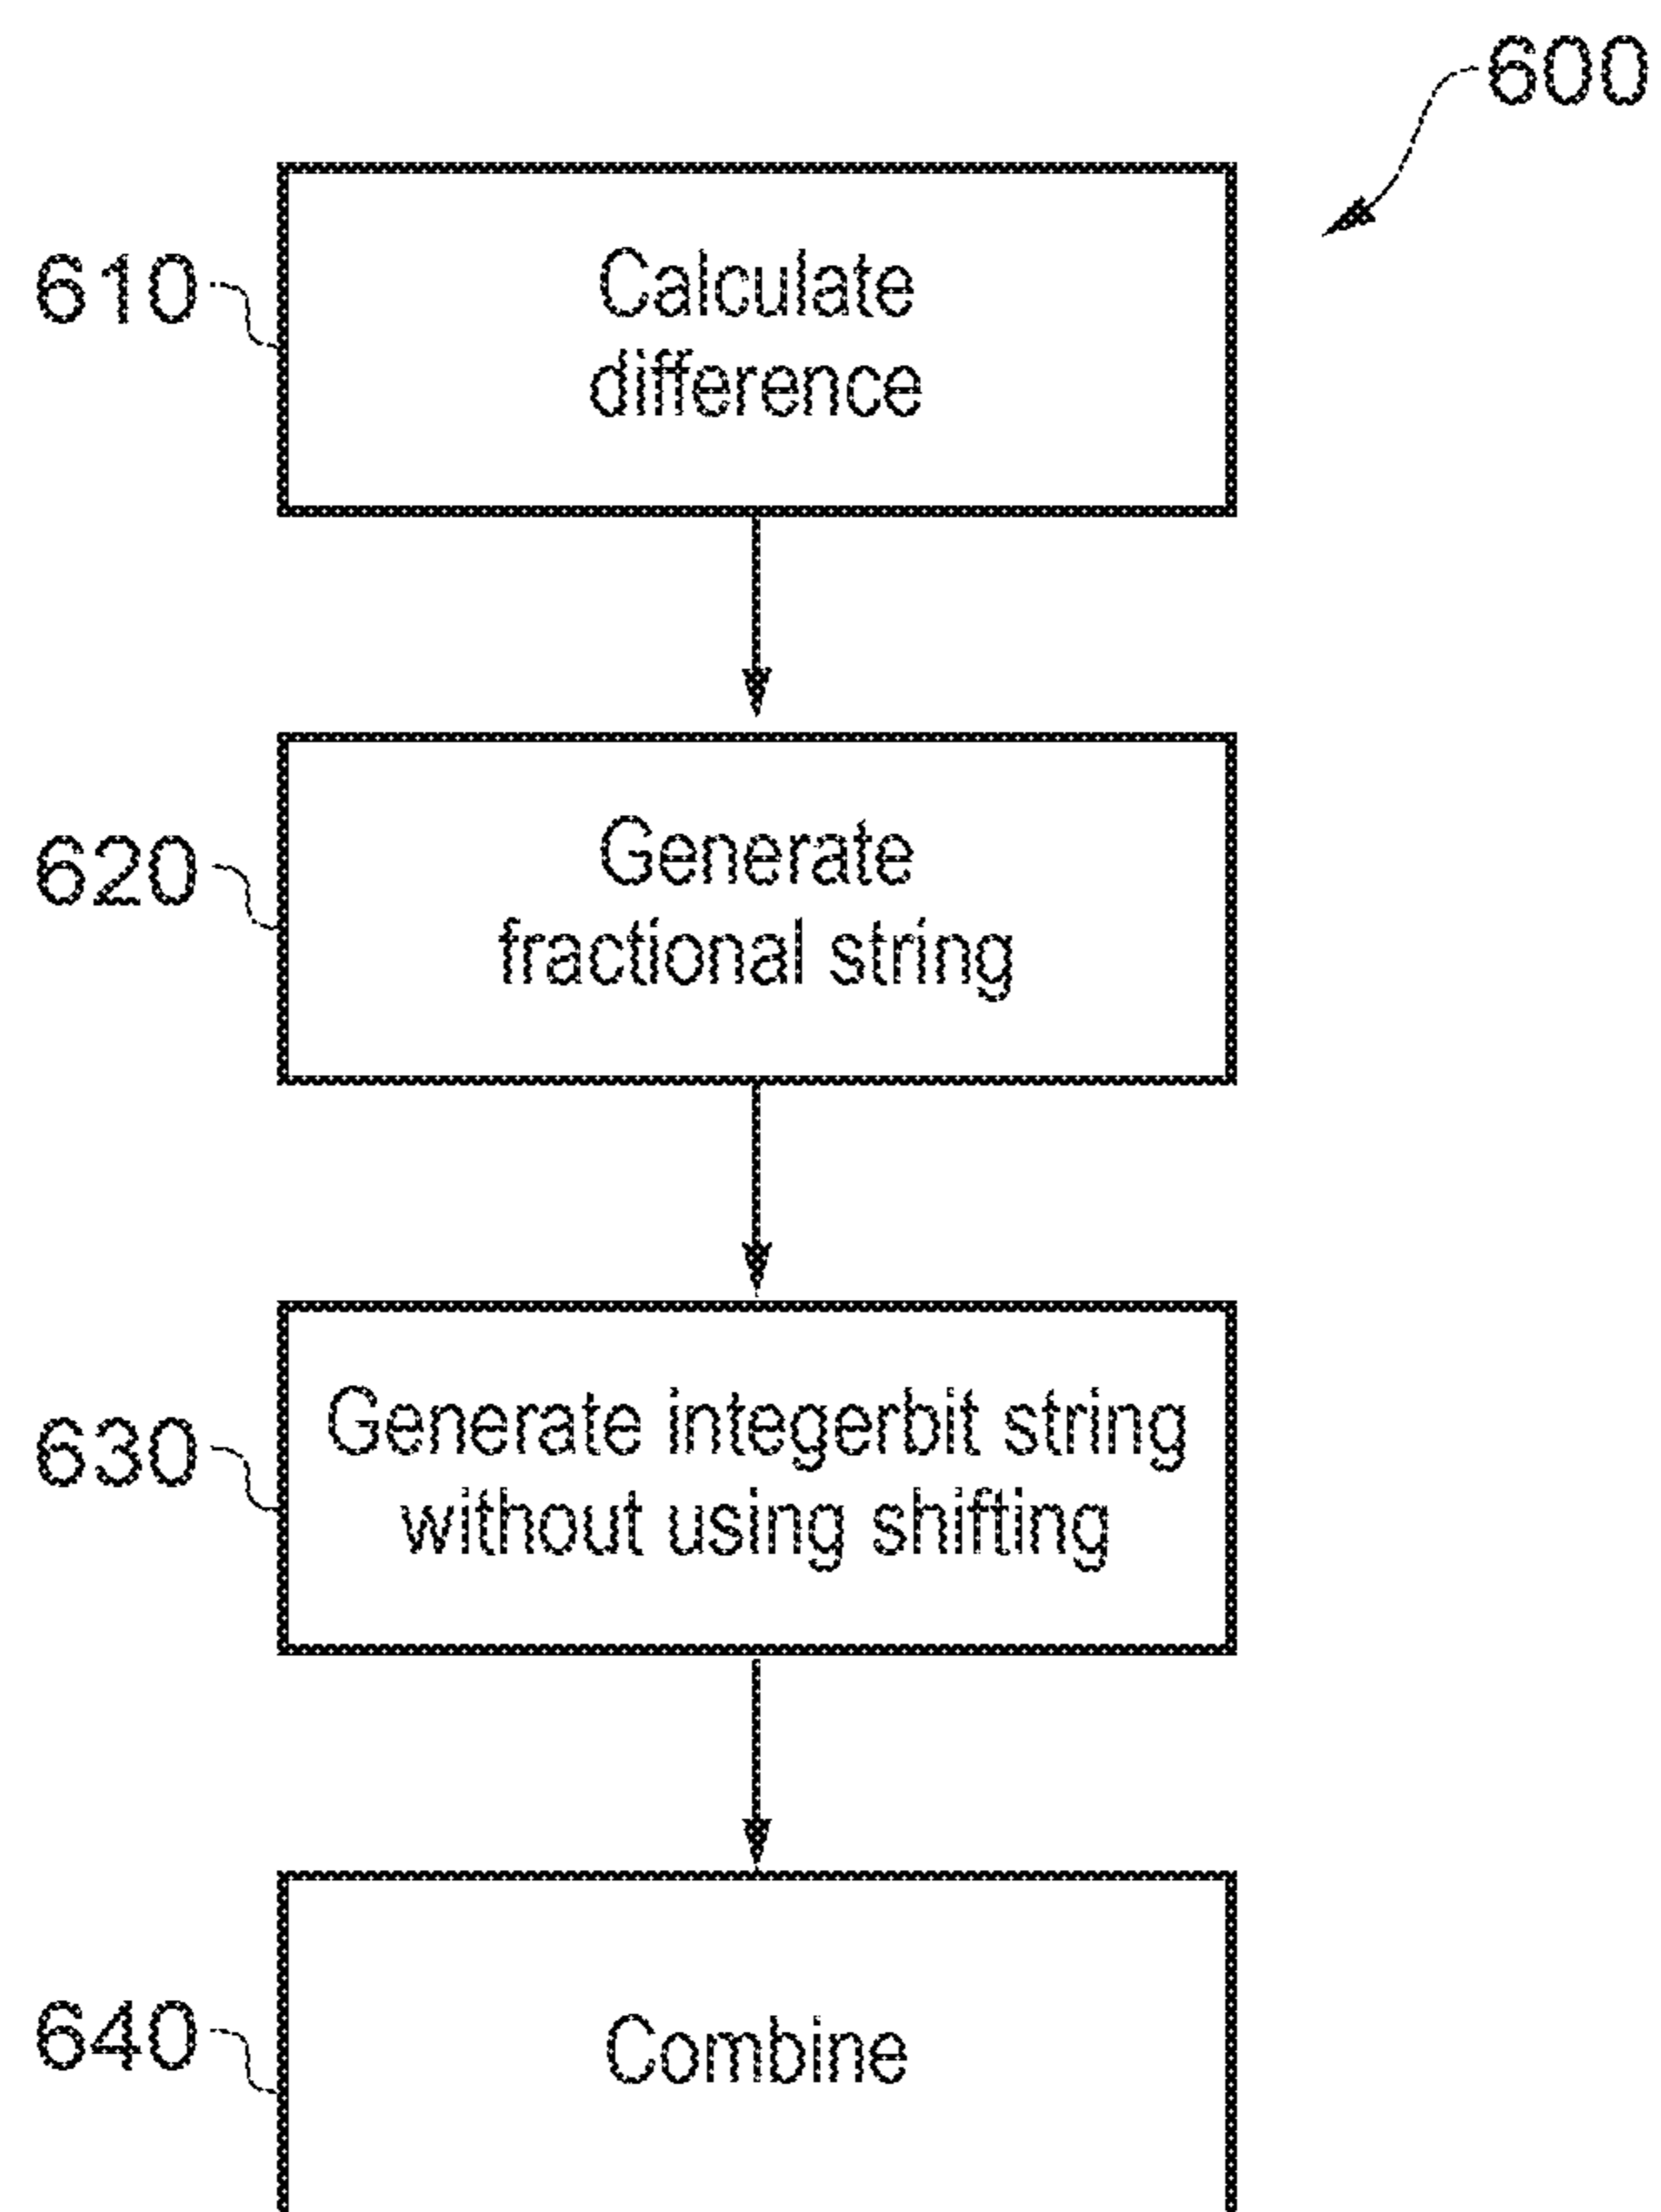 600
610
Calculate
difference
620
Generate
fractional string
630
Generate integerbit string
without using shifting
640
Combine